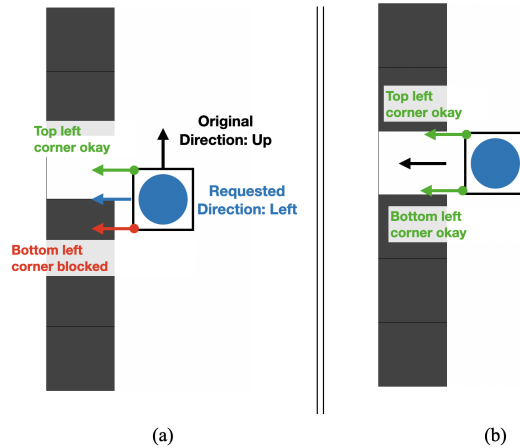 Top left
corner okay
Original
Direction: Up
Requested
Direction: Left
Bottom left
corner blocked
(a)
Top left
corner okay
Bottom left
corner okay
(b)